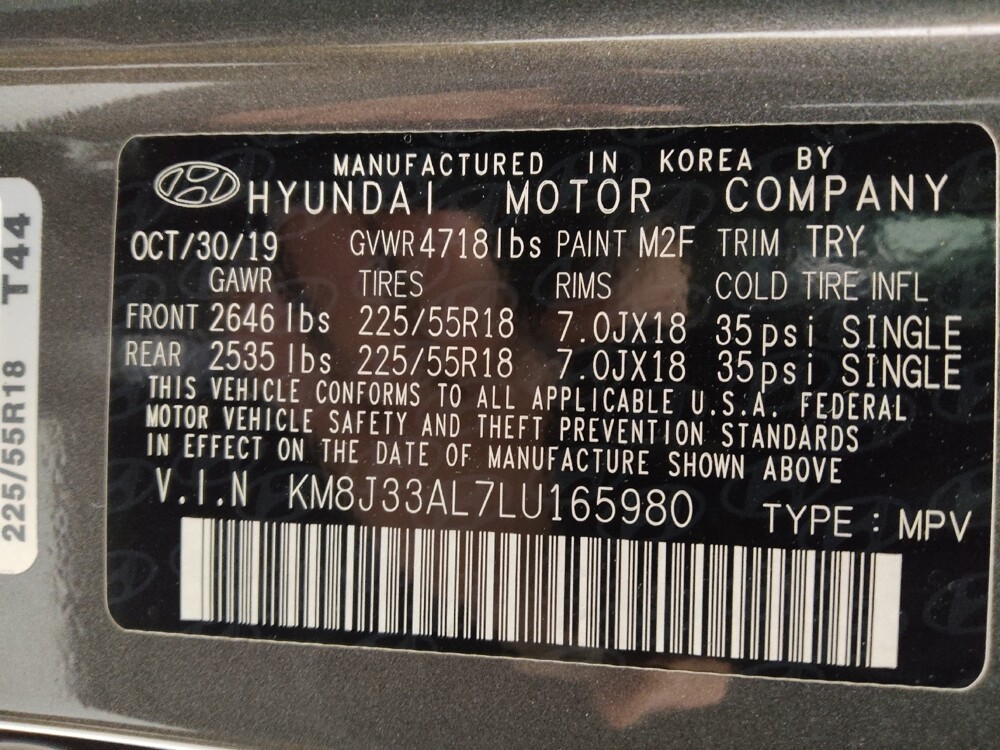 MANUFACTURED IN KOREA BY
HYUNDAI MOTOR COMPANY
OCT/30/19 GVWR 4718lbs PAINT M2F TRIM TRY
GAWR TIRES RIMS COLD TIRE INFL
FRONT 2646 lbs 225/55R18 7.0JX18 35psi SINGLE
REAR 2535 lbs 225/55R18 7.0JX18 35psi SINGLE
THIS VEHICLE CONFORMS TO ALL APPLICABLE U.S.A. FEDERAL
MOTOR VEHICLE SAFETY AND THEFT PREVENTION STANDARDS
IN EFFECT ON THE DATE OF MANUFACTURE SHOWN ABOVE
V.I.N KM8J33AL7LU165980 TYPE : MPV
225/55R18 T44